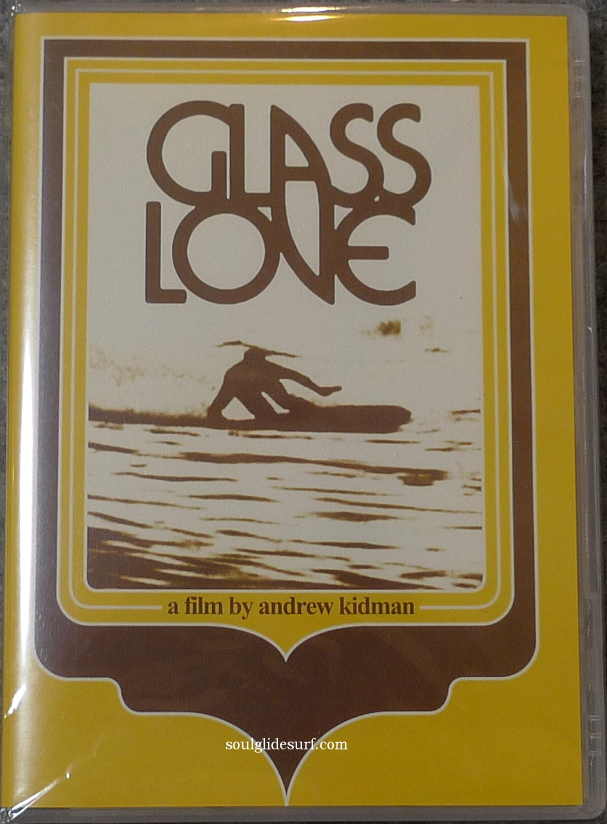 GLASS
LOVE
a film by andrew kidman
soulglidesurf.com